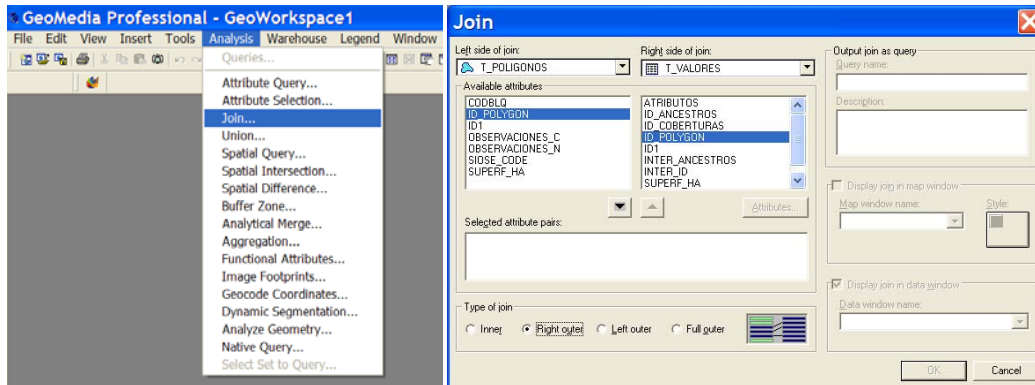 GeoMedia Professional - GeoWorkspace1
File Edit View Insert Tools Analysis Warehouse Legend Window
Queries...
Attribute Query...
Attribute Selection...
Join...
Union...
Spatial Query...
Spatial Intersection...
Spatial Difference...
Buffer Zone...
Analytical Merge...
Aggregation...
Functional Attributes...
Image Footprints...
Geocode Coordinates...
Dynamic Segmentation...
Analyze Geometry...
Native Query...
Select Set to Query...
Join
Left side of join:
T_POLIGONOS
Right side of join:
T_VALORES
Available attributes
CODBLQ
ID_POLYGON
ID1
OBSERVACIONES_C
OBSERVACIONES_N
SIOSE_CODE
SUPERF_HA
ATRIBUTOS
ID_ANCESTROS
ID_COBERTURAS
ID_POLYGON
ID1
INTER_ANCESTROS
INTER_ID
SUPERF_HA
Attributes...
Selected attribute pairs:
Type of join
Inner Right outer Left outer Full outer
Output join as query
Query name:
Description:
Display join in map window
Map window name:
Style:
Display join in data window
Data window name:
OK Cancel